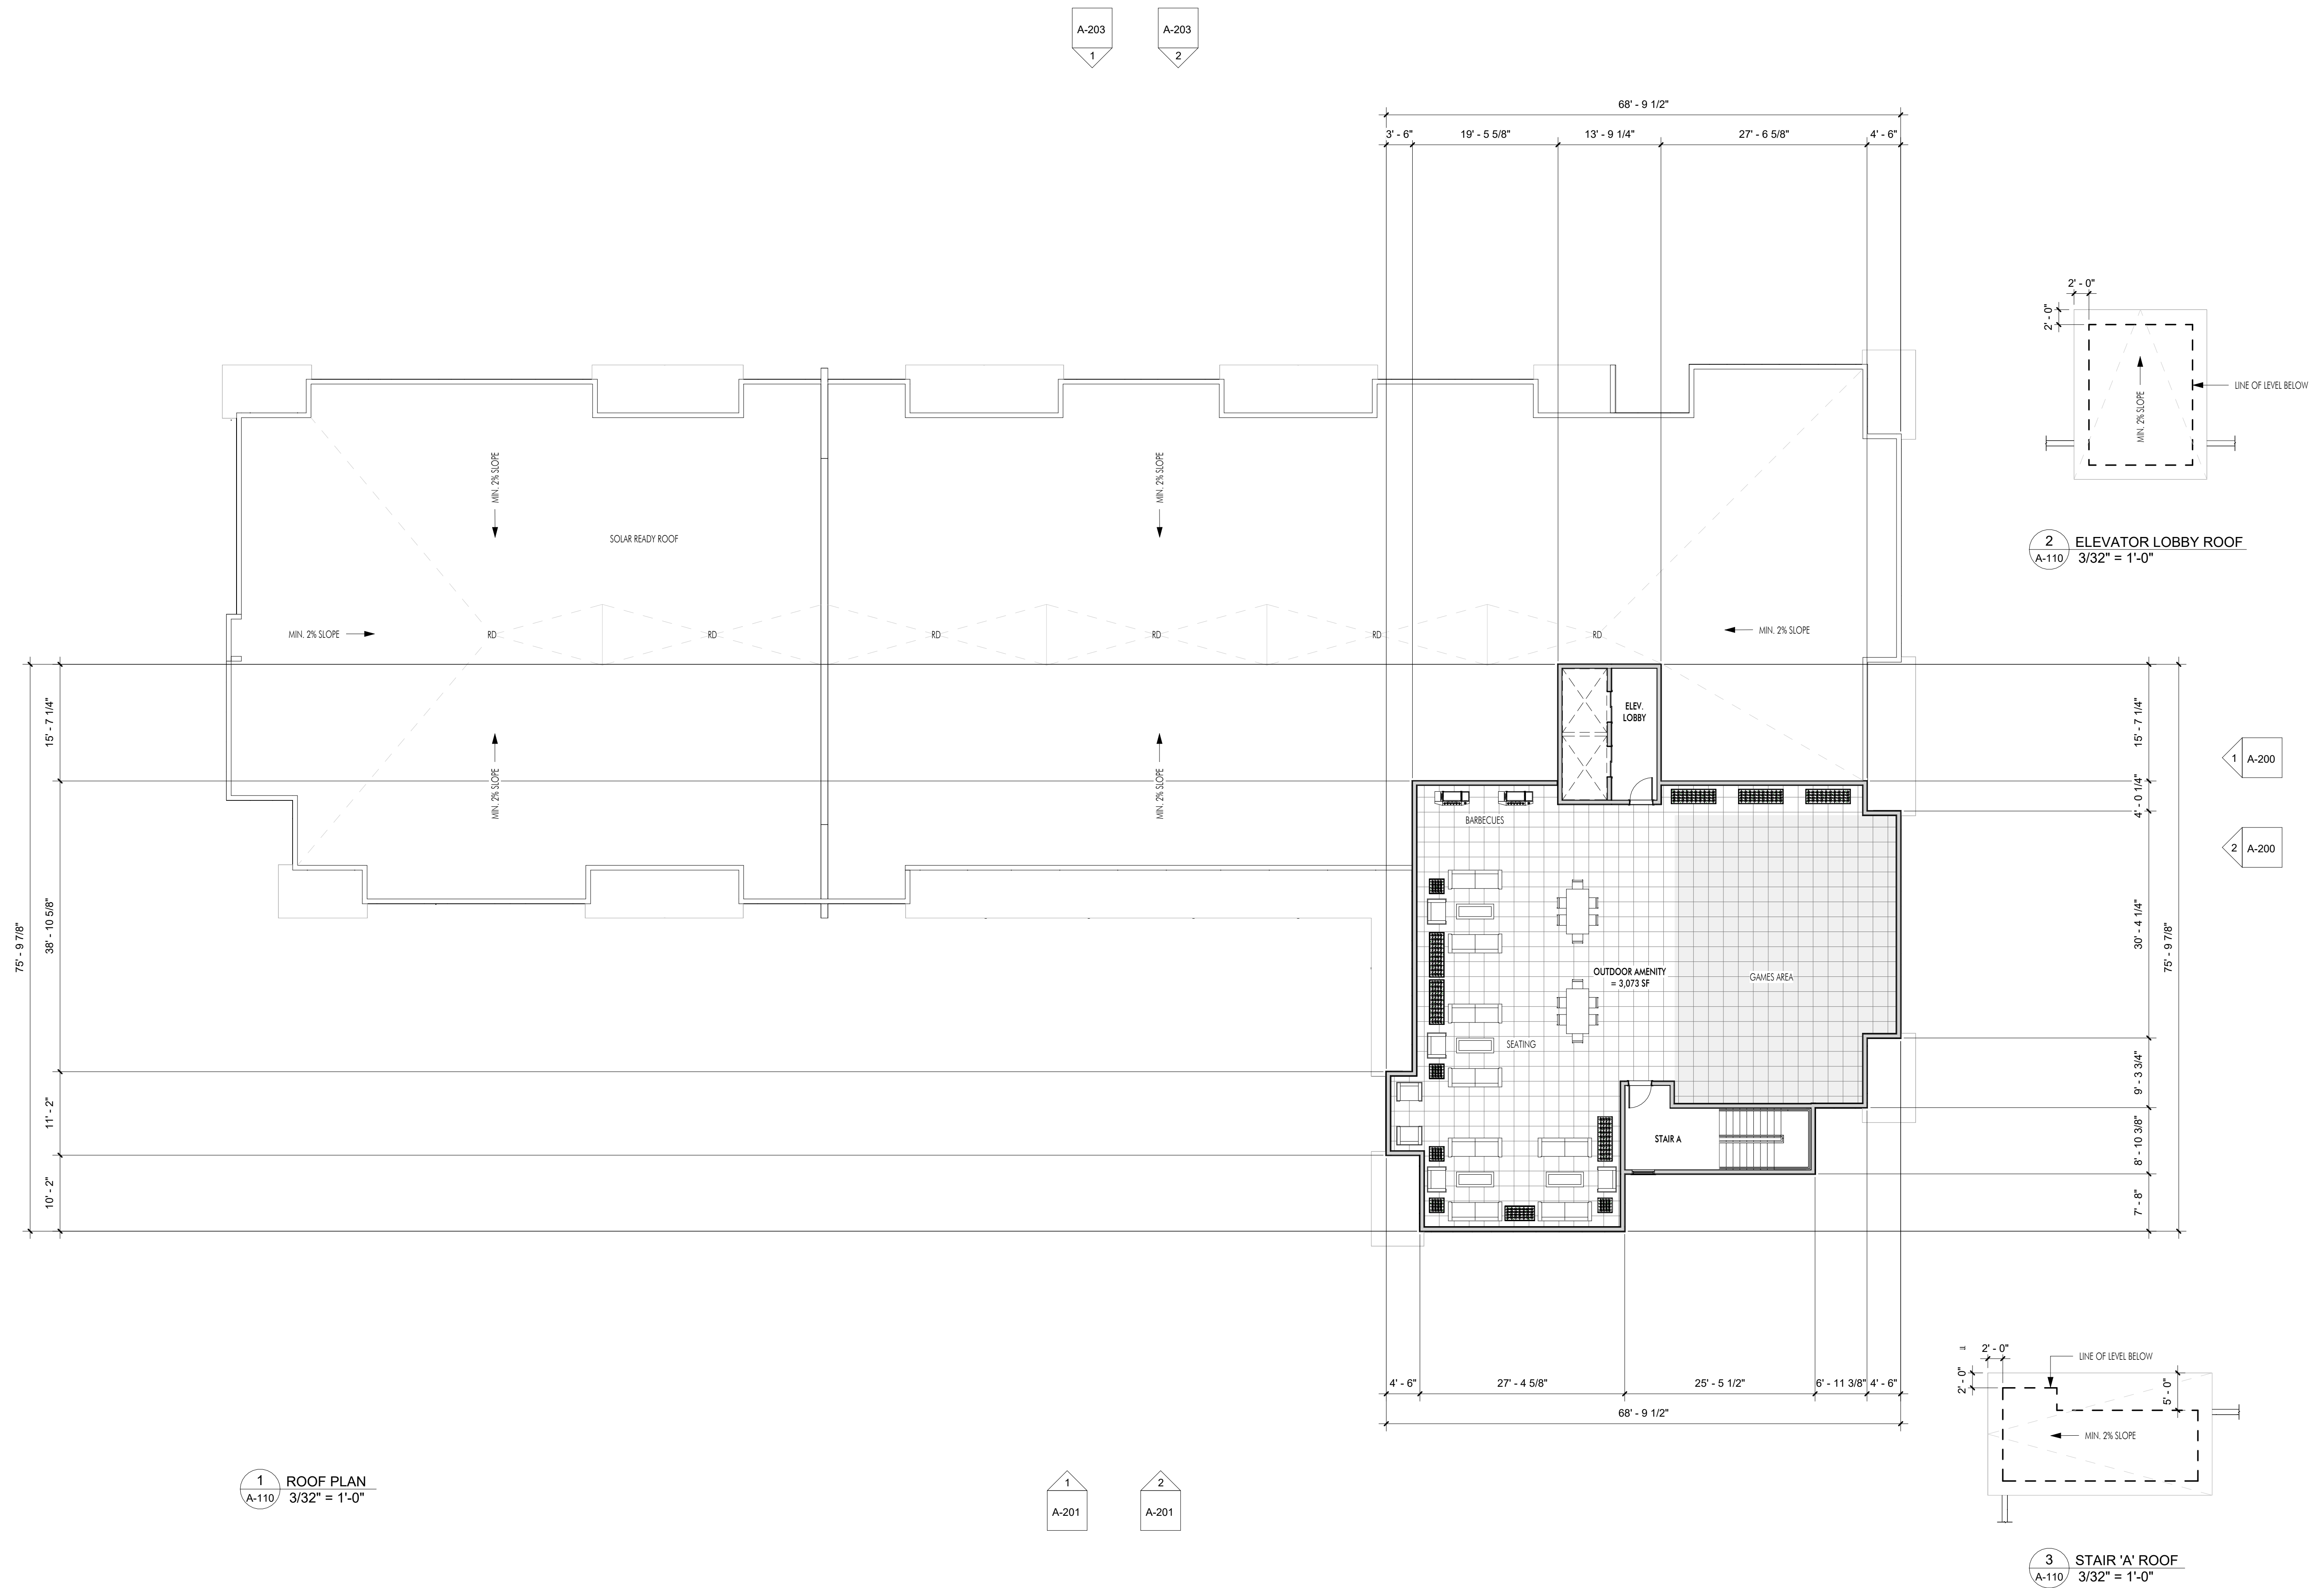 A-203
1
A-203
2
68' - 9 1/2"
3' - 6"
19' - 5 5/8"
13' - 9 1/4"
27' - 6 5/8"
4' - 6"
2' - 0"
2' - 0"
LINE OF LEVEL BELOW
MIN. 2% SLOPE
2
A-110
ELEVATOR LOBBY ROOF
3/32" = 1'-0"
MIN. 2% SLOPE
MIN. 2% SLOPE
SOLAR READY ROOF
MIN. 2% SLOPE
RD
RD
RD
RD
RD
RD
MIN. 2% SLOPE
ELEV.
LOBBY
MIN. 2% SLOPE
MIN. 2% SLOPE
BARBECUES
OUTDOOR AMENITY
= 3,073 SF
GAMES AREA
SEATING
STAIR A
75' - 9 7/8"
15' - 7 1/4"
38' - 10 5/8"
11' - 2"
10' - 2"
15' - 7 1/4"
4' - 0 1/4"
30' - 4 1/4"
9' - 3 3/4"
8' - 10 3/8"
7' - 8"
75' - 9 7/8"
1
A-200
2
A-200
4' - 6"
27' - 4 5/8"
25' - 5 1/2"
6' - 11 3/8"
4' - 6"
68' - 9 1/2"
2' - 0"
2' - 0"
LINE OF LEVEL BELOW
5' - 0"
MIN. 2% SLOPE
1
A-110
ROOF PLAN
3/32" = 1'-0"
1
A-201
2
A-201
3
A-110
STAIR 'A' ROOF
3/32" = 1'-0"